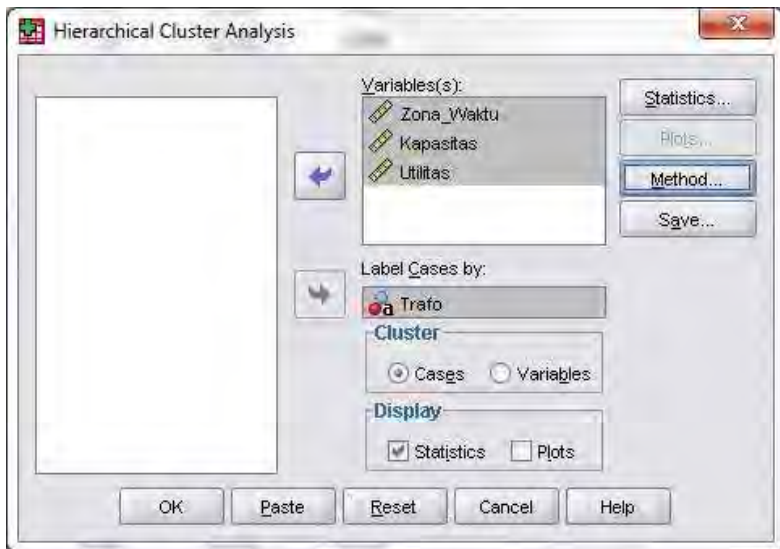 Hierarchical Cluster Analysis
Variables(s):
Zona_Waktu
Kapasitas
Utilitas
Statistics...
Plots...
Method...
Save...
Label Cases by:
Trafo
Cluster
Cases Variables
Display
Statistics Plots
OK Paste Reset Cancel Help